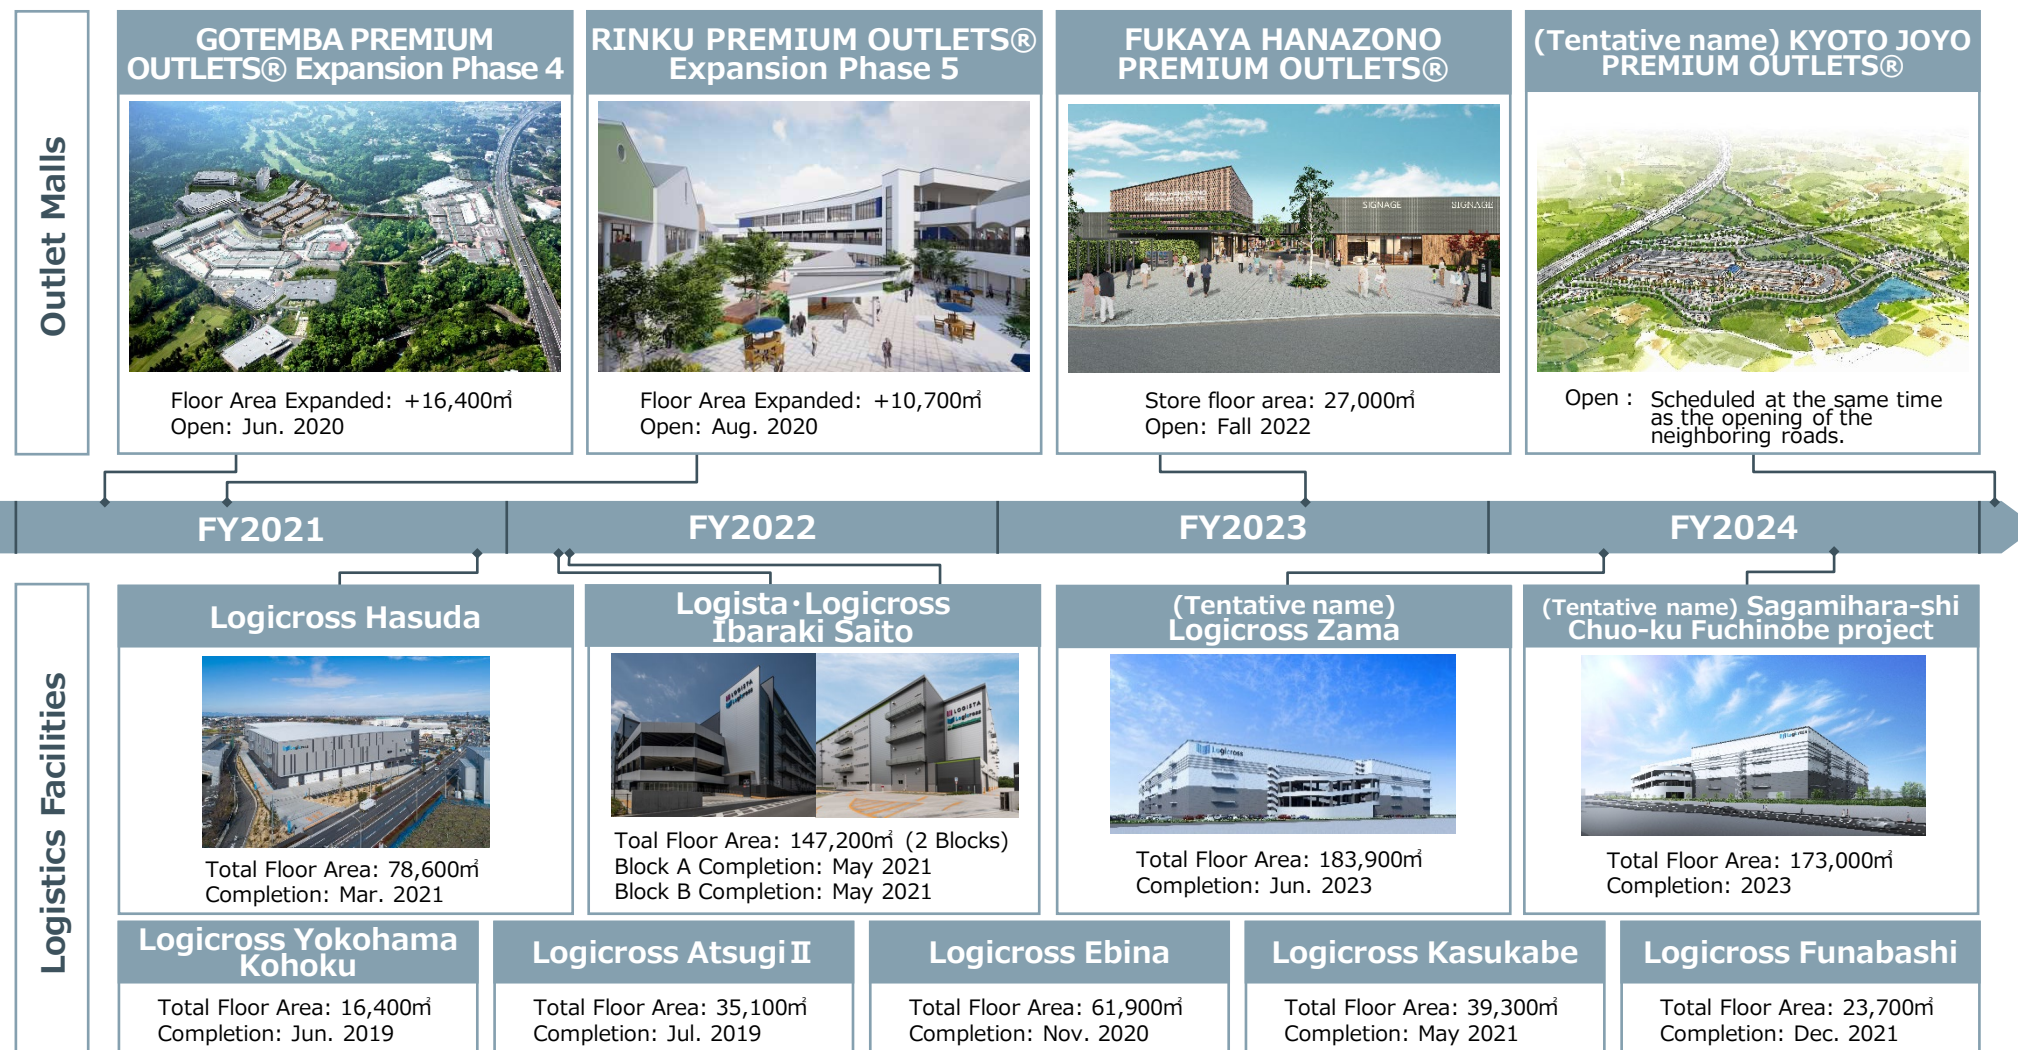 Outlet Malls
GOTEMBA PREMIUM
OUTLETS® Expansion Phase 4
Floor Area Expanded: +16,400㎡
Open: Jun. 2020
RINKU PREMIUM OUTLETS®
Expansion Phase 5
Floor Area Expanded: +10,700㎡
Open: Aug. 2020
FUKAYA HANAZONO
PREMIUM OUTLETS®
SIGNAGE
SIGNAGE
Store floor area: 27,000㎡
Open: Fall 2022
(Tentative name) KYOTO JOYO
PREMIUM OUTLETS®
Open : Scheduled at the same time
as the opening of the
neighboring roads.
FY2021
FY2022
FY2023
FY2024
Logistics Facilities
Logicross Hasuda
Logicross
Total Floor Area: 78,600㎡
Completion: Mar. 2021
Logista・Logicross
Ibaraki Saito
LOGISTA
Logicross
LOGISTA
Logicross
Toal Floor Area: 147,200㎡ (2 Blocks)
Block A Completion: May 2021
Block B Completion: May 2021
(Tentative name)
Logicross Zama
Logicross
Total Floor Area: 183,900㎡
Completion: Jun. 2023
(Tentative name) Sagamihara-shi
Chuo-ku Fuchinobe project
Logicross
Total Floor Area: 173,000㎡
Completion: 2023
Logicross Yokohama
Kohoku
Total Floor Area: 16,400㎡
Completion: Jun. 2019
Logicross AtsugiⅡ
Total Floor Area: 35,100㎡
Completion: Jul. 2019
Logicross Ebina
Total Floor Area: 61,900㎡
Completion: Nov. 2020
Logicross Kasukabe
Total Floor Area: 39,300㎡
Completion: May 2021
Logicross Funabashi
Total Floor Area: 23,700㎡
Completion: Dec. 2021